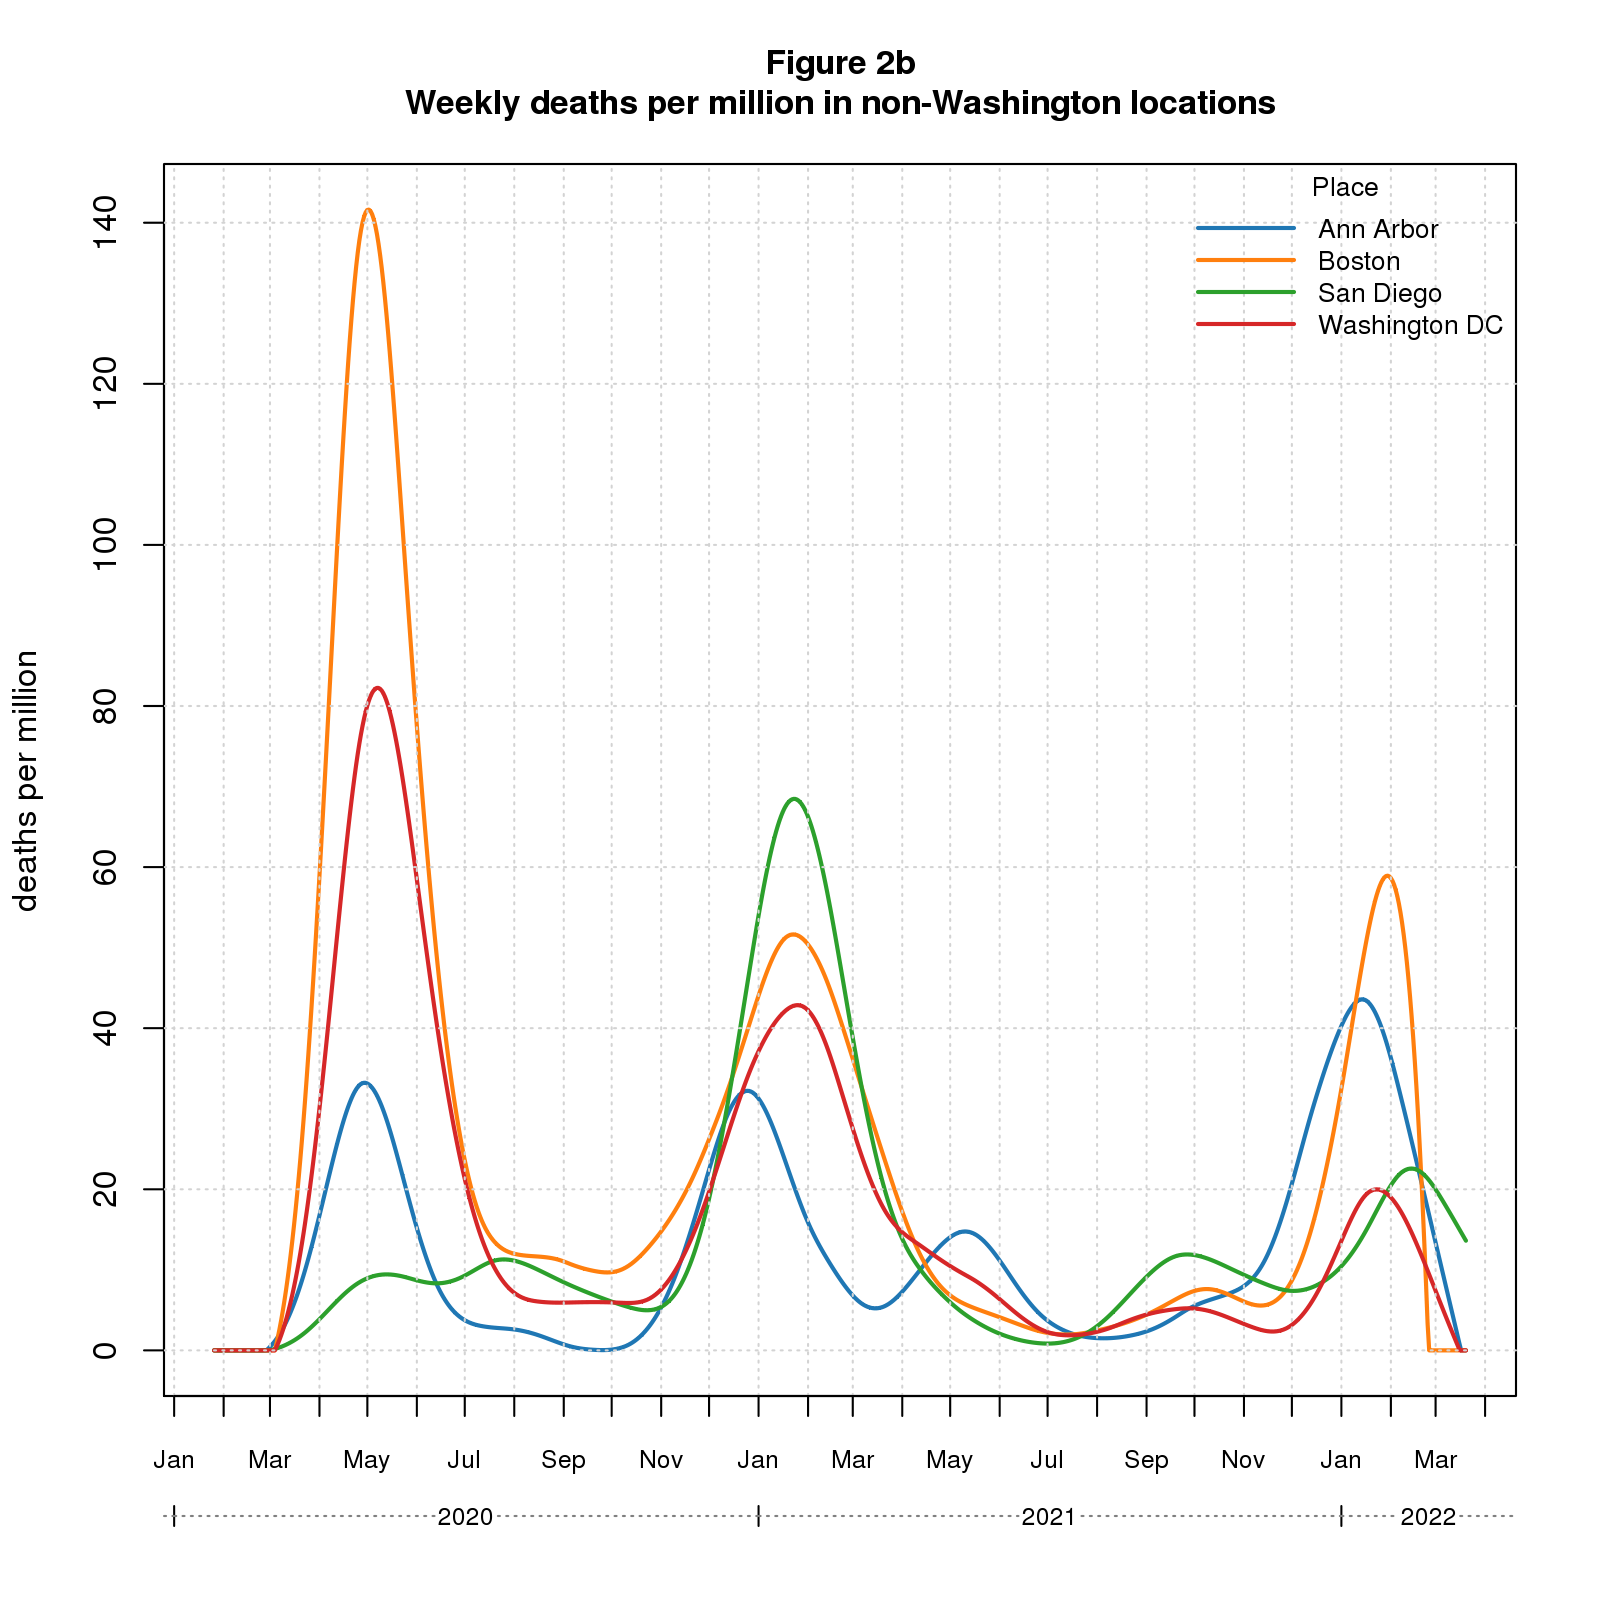 Figure 2b
Weekly deaths per million in non-Washington locations
Place
Ann Arbor
Boston
San Diego
Washington DC
deaths per million
140
120
100
80
60
40
20
0
Jan Mar May Jul Sep Nov Jan Mar May Jul Sep Nov Jan Mar
2020 2021 2022